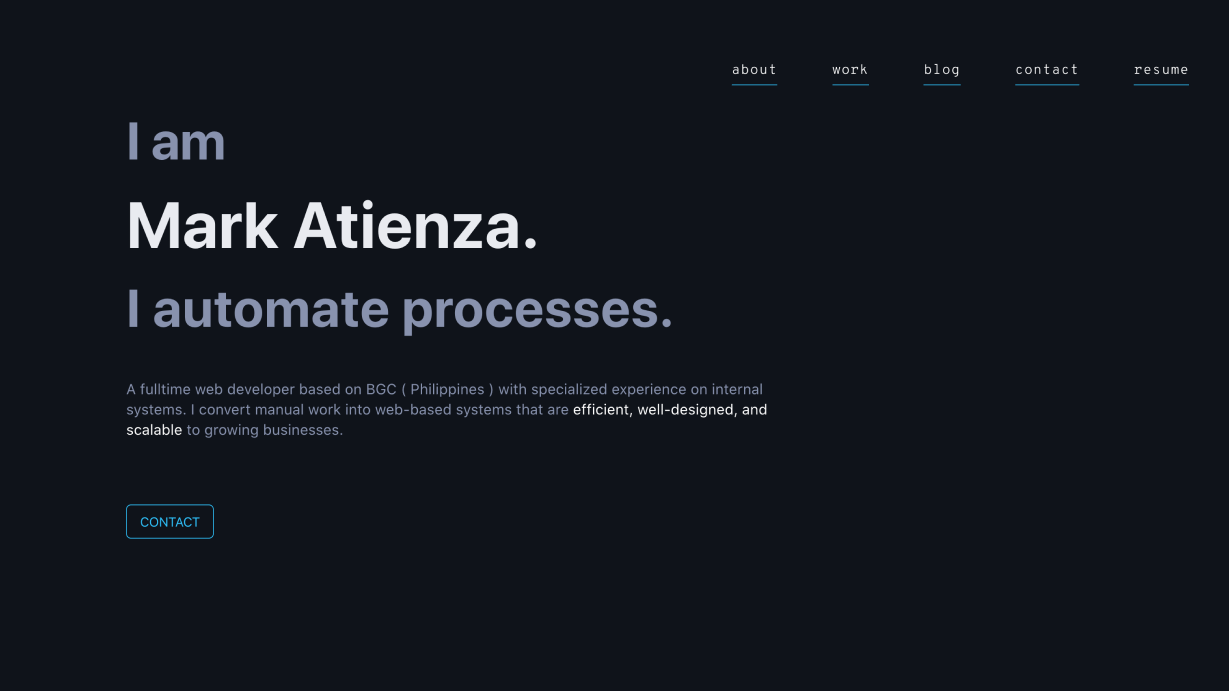 about work blog contact resume
I am
Mark Atienza.
I automate processes.
A fulltime web developer based on BGC ( Philippines ) with specialized experience on internal
systems. I convert manual work into web-based systems that are efficient, well-designed, and
scalable to growing businesses.
CONTACT